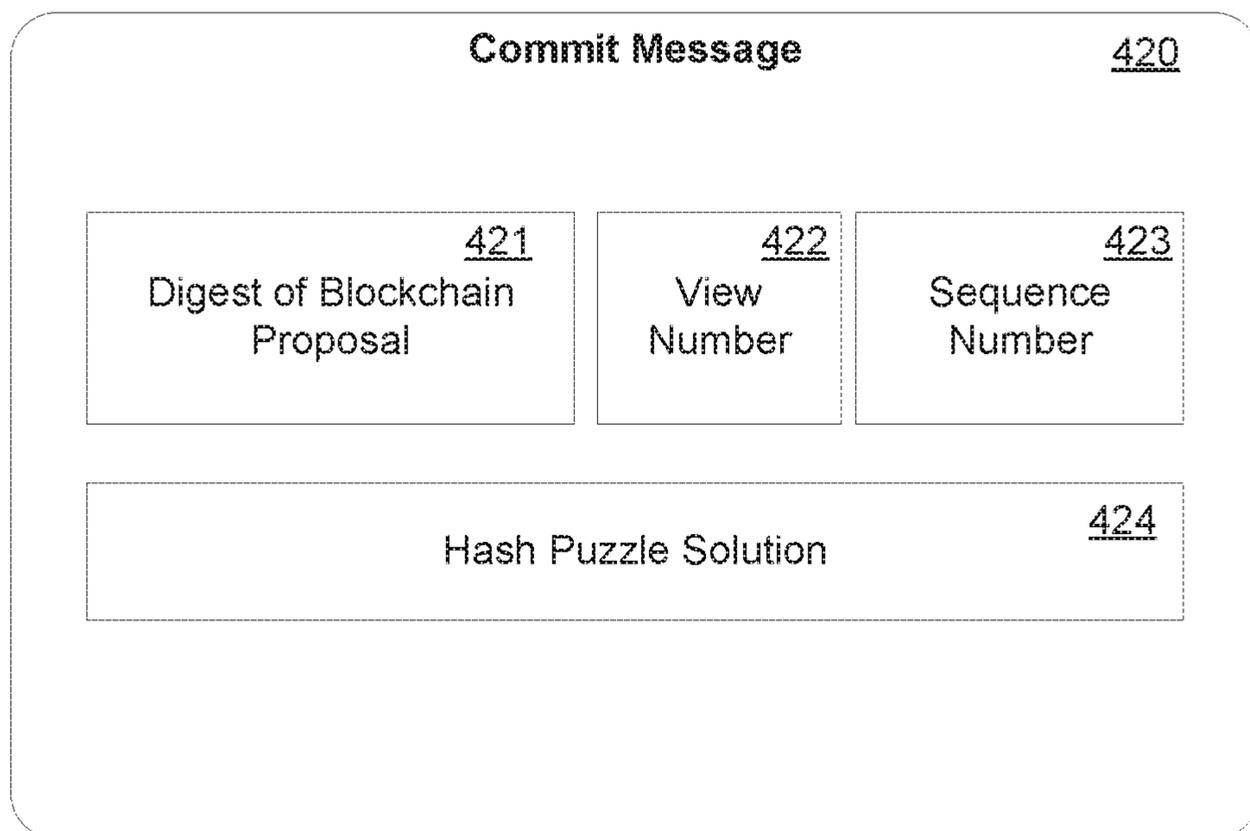 Commit Message 420
421
Digest of Blockchain
Proposal
422
View
Number
423
Sequence
Number
424
Hash Puzzle Solution